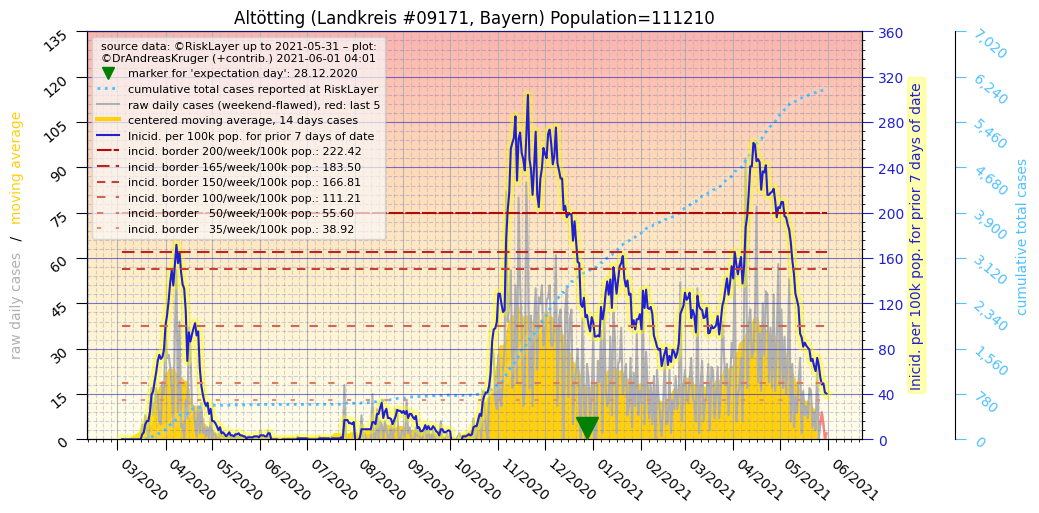 Altötting (Landkreis #09171, Bayern) Population=111210
source data: ©RiskLayer up to 2021-05-31 – plot:
©DrAndreasKruger (+contrib.) 2021-06-01 04:01
marker for 'expectation day': 28.12.2020
cumulative total cases reported at RiskLayer
raw daily cases (weekend-flawed), red: last 5
centered moving average, 14 days cases
Inicid. per 100k pop. for prior 7 days of date
incid. border 200/week/100k pop.: 222.42
incid. border 165/week/100k pop.: 183.50
incid. border 150/week/100k pop.: 166.81
incid. border 100/week/100k pop.: 111.21
incid. border 50/week/100k pop.: 55.60
incid. border 35/week/100k pop.: 38.92
raw daily cases / moving average
135
120
105
90
75
60
45
30
15
0
03/2020
04/2020
05/2020
06/2020
07/2020
08/2020
09/2020
10/2020
11/2020
12/2020
01/2021
02/2021
03/2021
04/2021
05/2021
06/2021
360
320
280
240
200
160
120
80
40
0
Inicid. per 100k pop. for prior 7 days of date
7,020
6,240
5,460
4,680
3,900
3,120
2,340
1,560
780
0
cumulative total cases